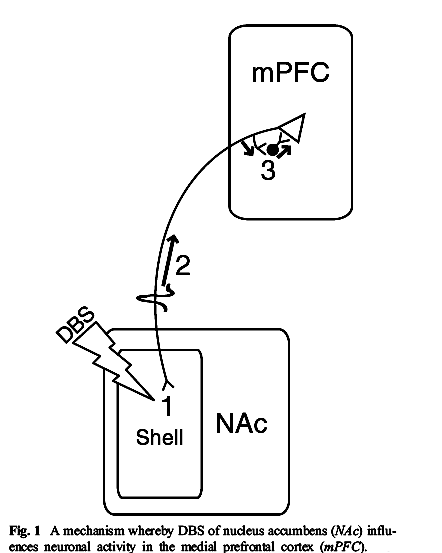 mPFC
3
2
DBS
1
Shell
NAc
Fig. 1 A mechanism whereby DBS of nucleus accumbens (NAc) influ-
ences neuronal activity in the medial prefrontal cortex (mPFC).